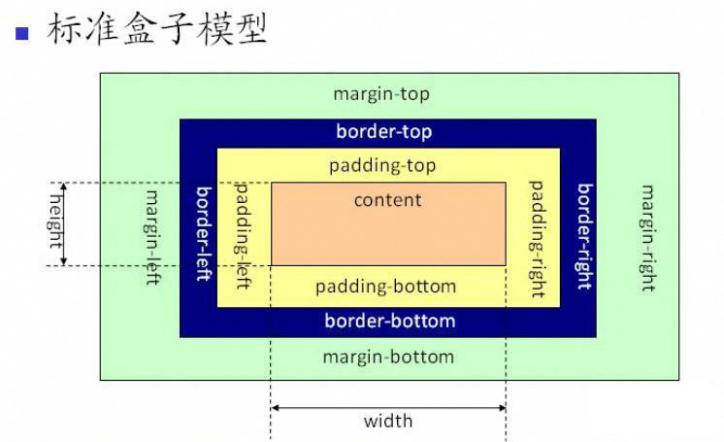 标准盒子模型
margin-top
border-top
padding-top
content
height
margin-left
border-left
padding-left
padding-right
border-right
margin-right
padding-bottom
border-bottom
margin-bottom
width